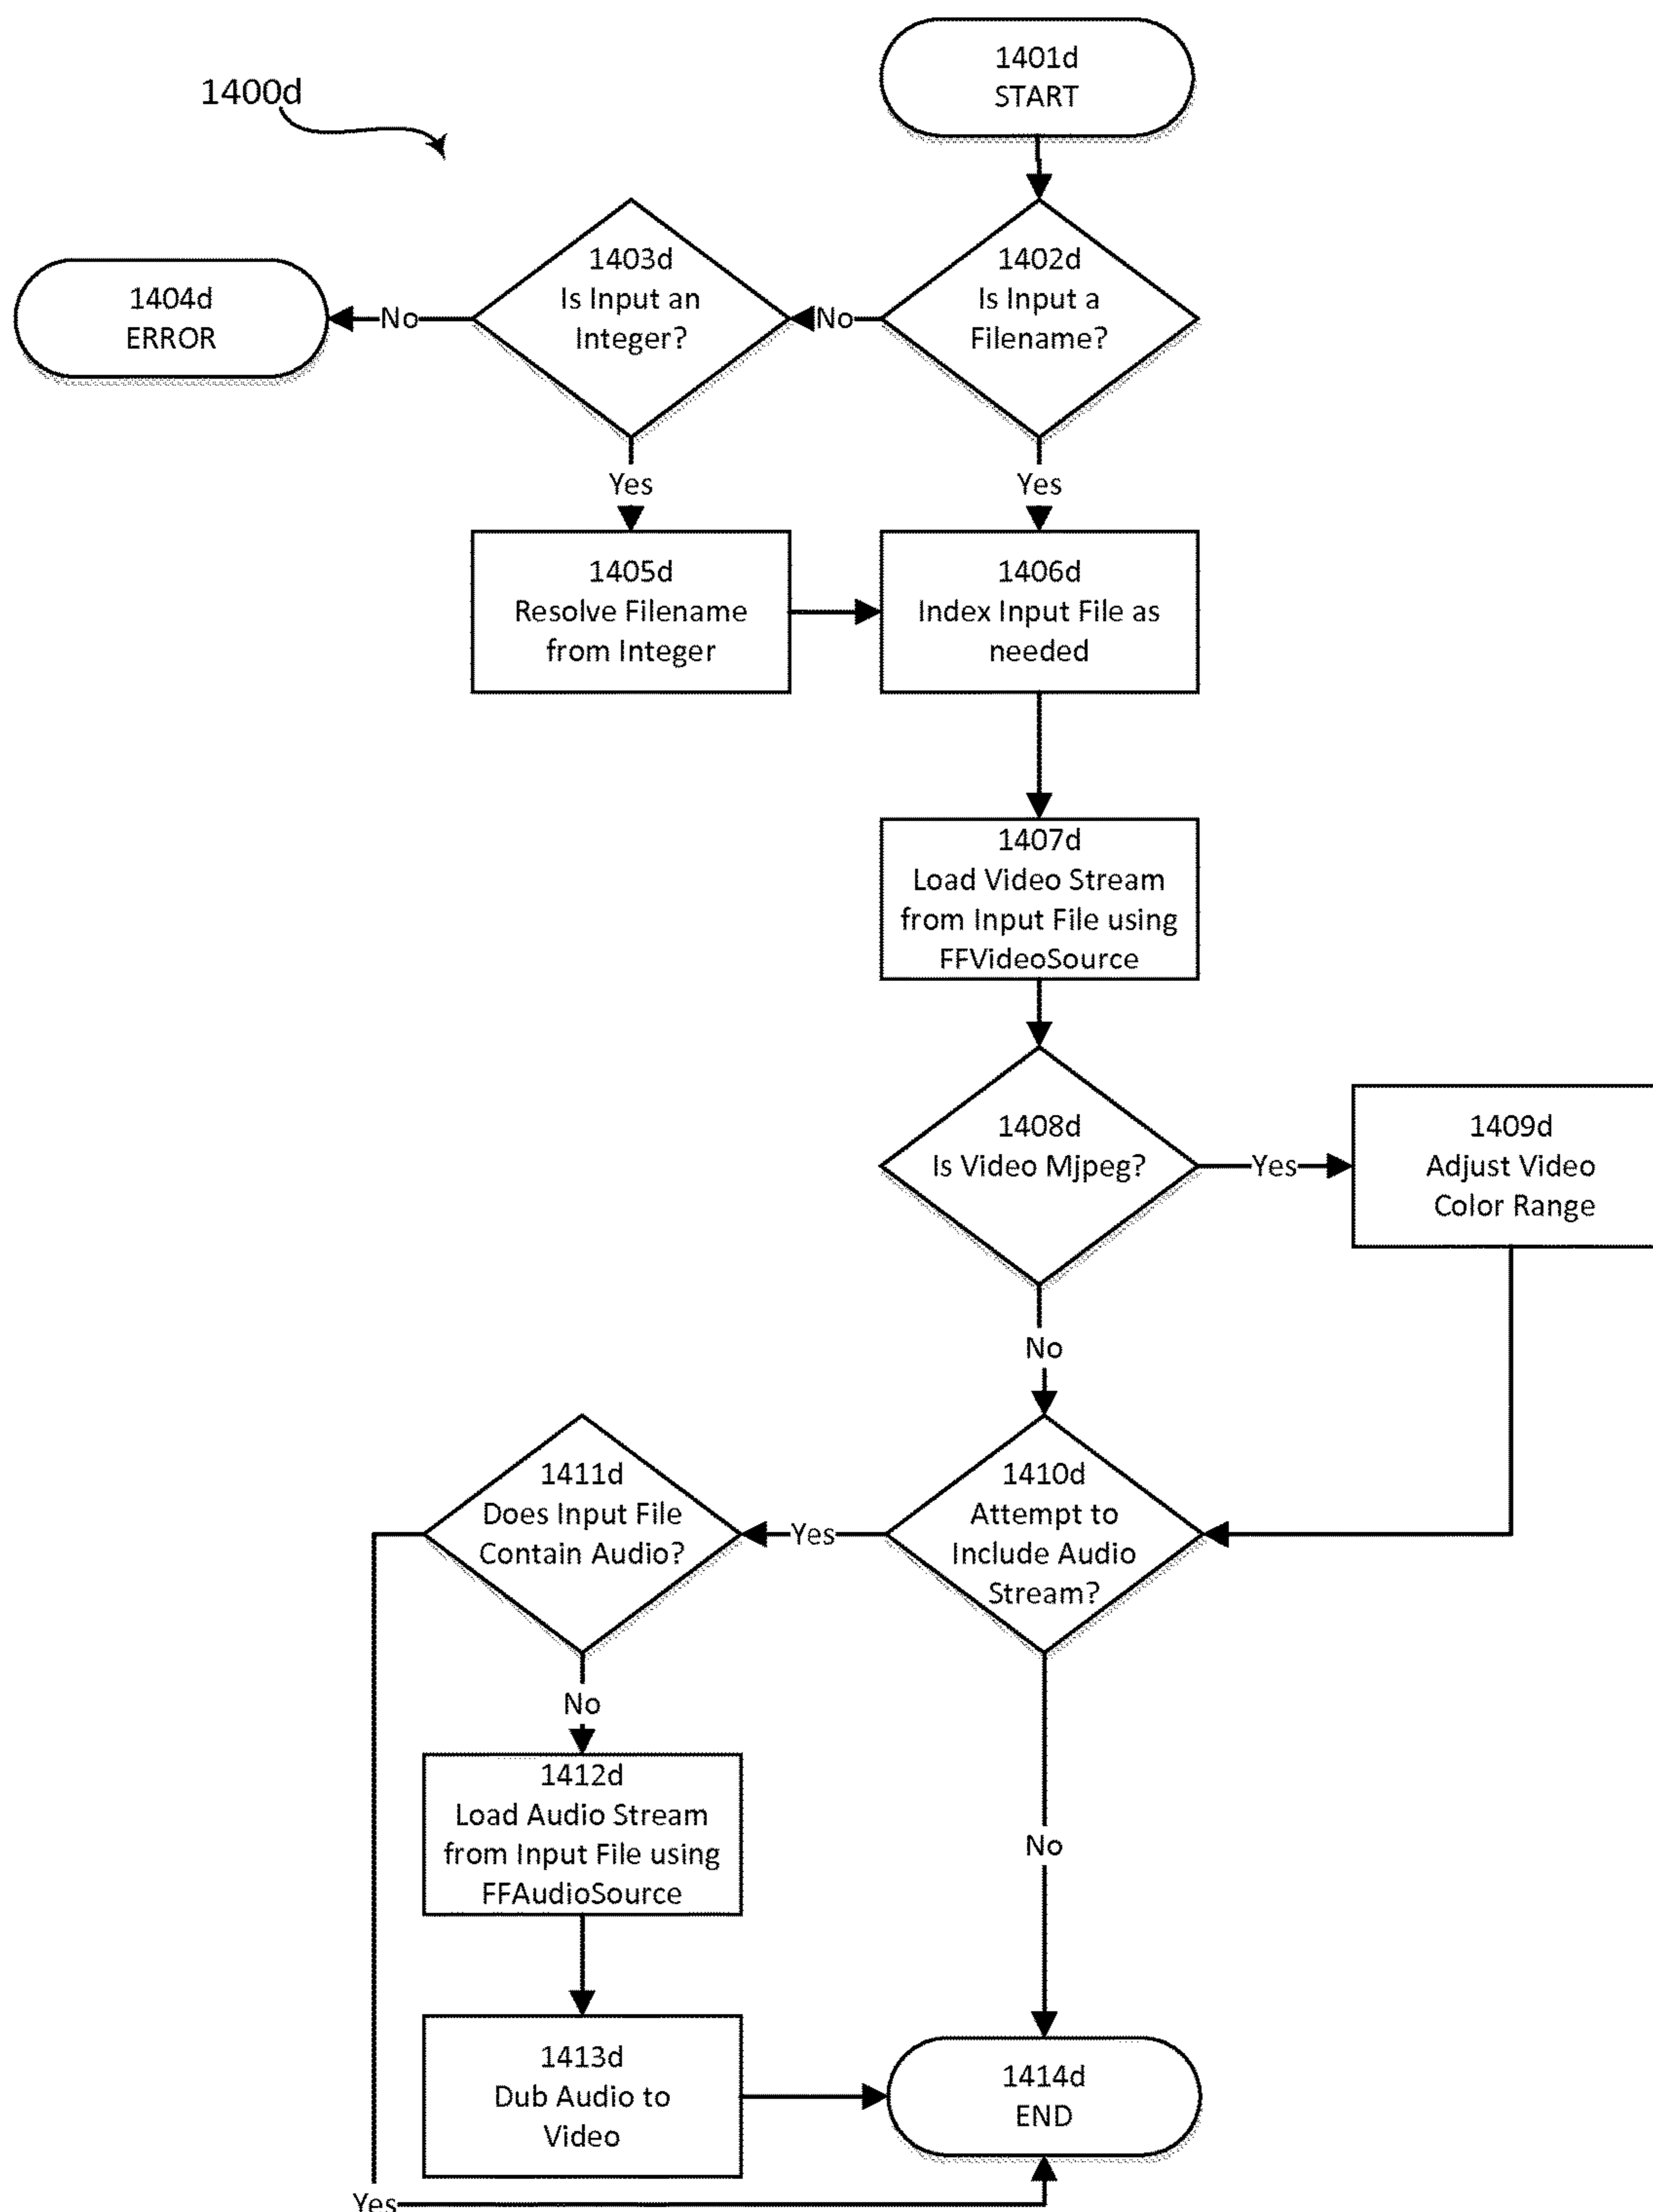 1400d
1401d
START
1402d
Is Input a
Filename?
No
1403d
Is Input an
Integer?
No
1404d
ERROR
Yes
Yes
1405d
Resolve Filename
from Integer
1406d
Index Input File as
needed
1407d
Load Video Stream
from Input File using
FFVideoSource
1408d
Is Video Mjpeg?
Yes
1409d
Adjust Video
Color Range
No
1410d
Attempt to
Include Audio
Stream?
Yes
1411d
Does Input File
Contain Audio?
No
1412d
Load Audio Stream
from Input File using
FFAudioSource
No
1413d
Dub Audio to
Video
1414d
END
Yes